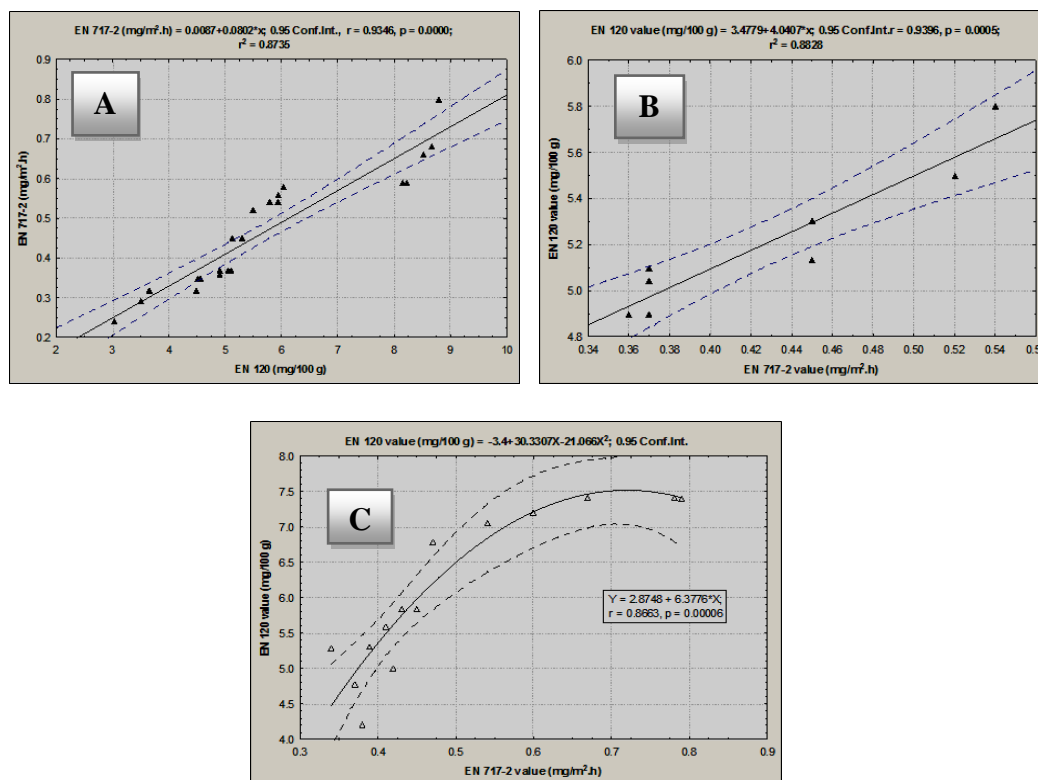 EN 717-2 (mg/m².h) = 0.0087+0.0802*x; 0.95 Conf.Int., r = 0.9346, p = 0.0000;
r² = 0.8735
A
EN 717-2 (mg/m².h)
0.9
0.8
0.7
0.6
0.5
0.4
0.3
0.2
2 3 4 5 6 7 8 9 10
EN 120 (mg/100 g)
EN 120 value (mg/100 g) = 3.4779+4.0407*x; 0.95 Conf.Int.r = 0.9396, p = 0.0005;
r² = 0.8828
B
EN 120 value (mg/100 g)
6.0
5.8
5.6
5.4
5.2
5.0
4.8
0.34 0.36 0.38 0.40 0.42 0.44 0.46 0.48 0.50 0.52 0.54
EN 717-2 value (mg/m².h)
EN 120 value (mg/100 g) = -3.4+30.3307X-21.066X²; 0.95 Conf.Int.
C
EN 120 value (mg/100 g)
8.0
7.5
7.0
6.5
6.0
5.5
5.0
4.5
4.0
Y = 2.8748 + 6.3776*X;
r = 0.8663, p = 0.00006
0.3 0.4 0.5 0.6 0.7 0.8 0.9
EN 717-2 value (mg/m².h)